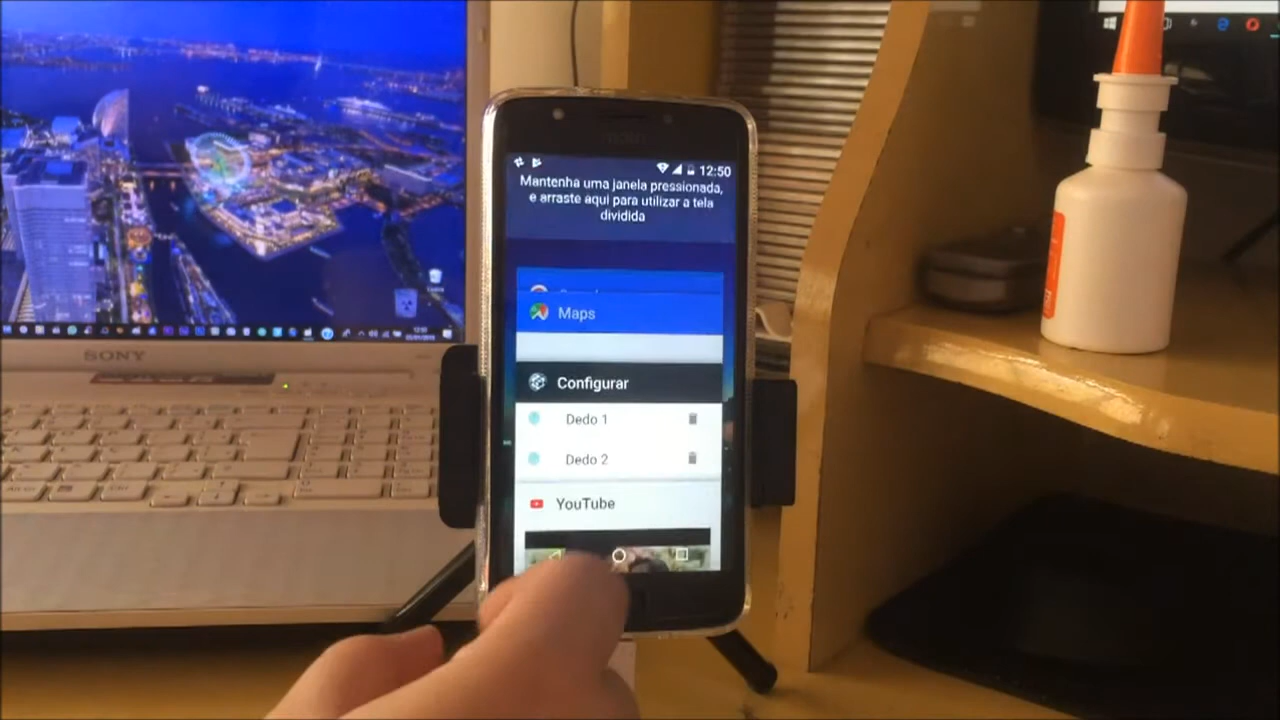 12:50
Mantenha uma janela pressionada,
e arraste aqui para utilizar a tela
dividida
Maps
Configurar
Dedo 1
Dedo 2
YouTube
SONY